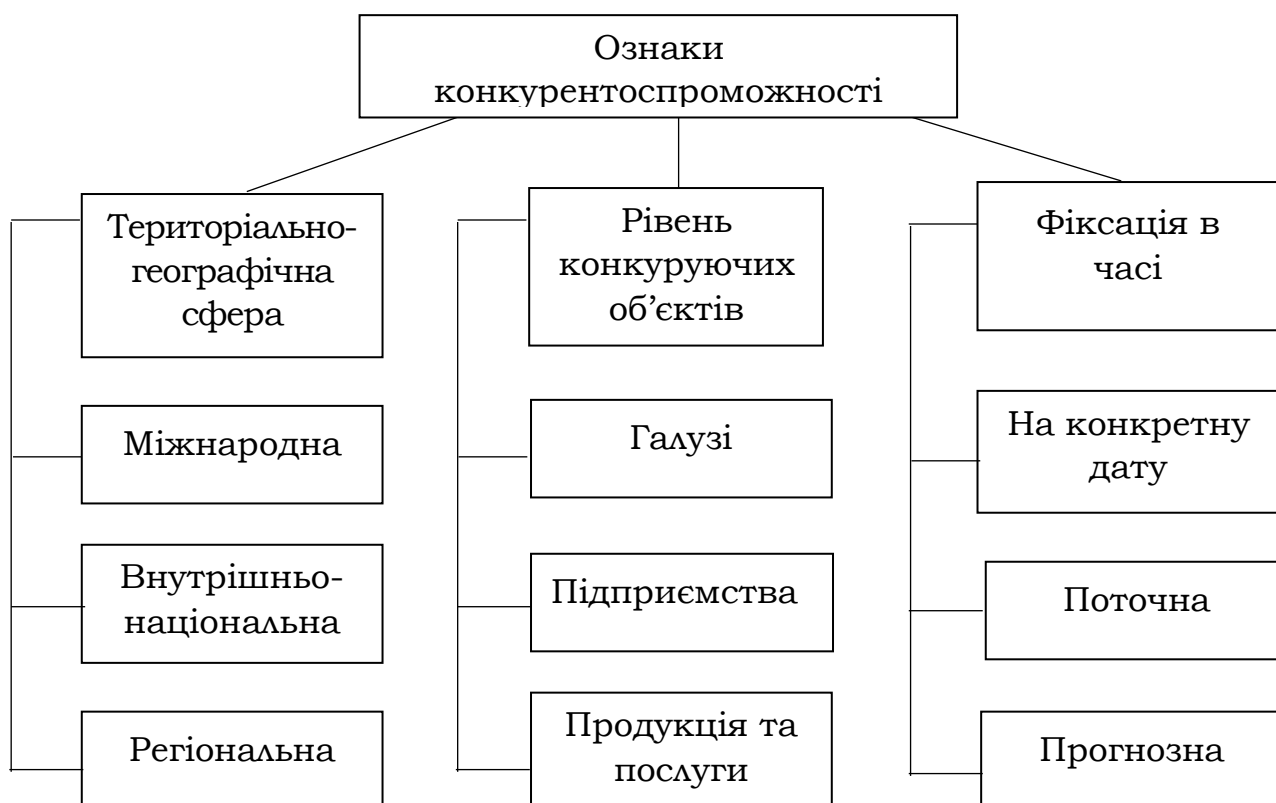 Ознаки
конкурентоспроможності
Територіально-
географічна
сфера
Міжнародна
Внутрішньо-
національна
Регіональна
Рівень
конкуруючих
об’єктів
Галузі
Підприємства
Продукція та
послуги
Фіксація в
часі
На конкретну
дату
Поточна
Прогнозна